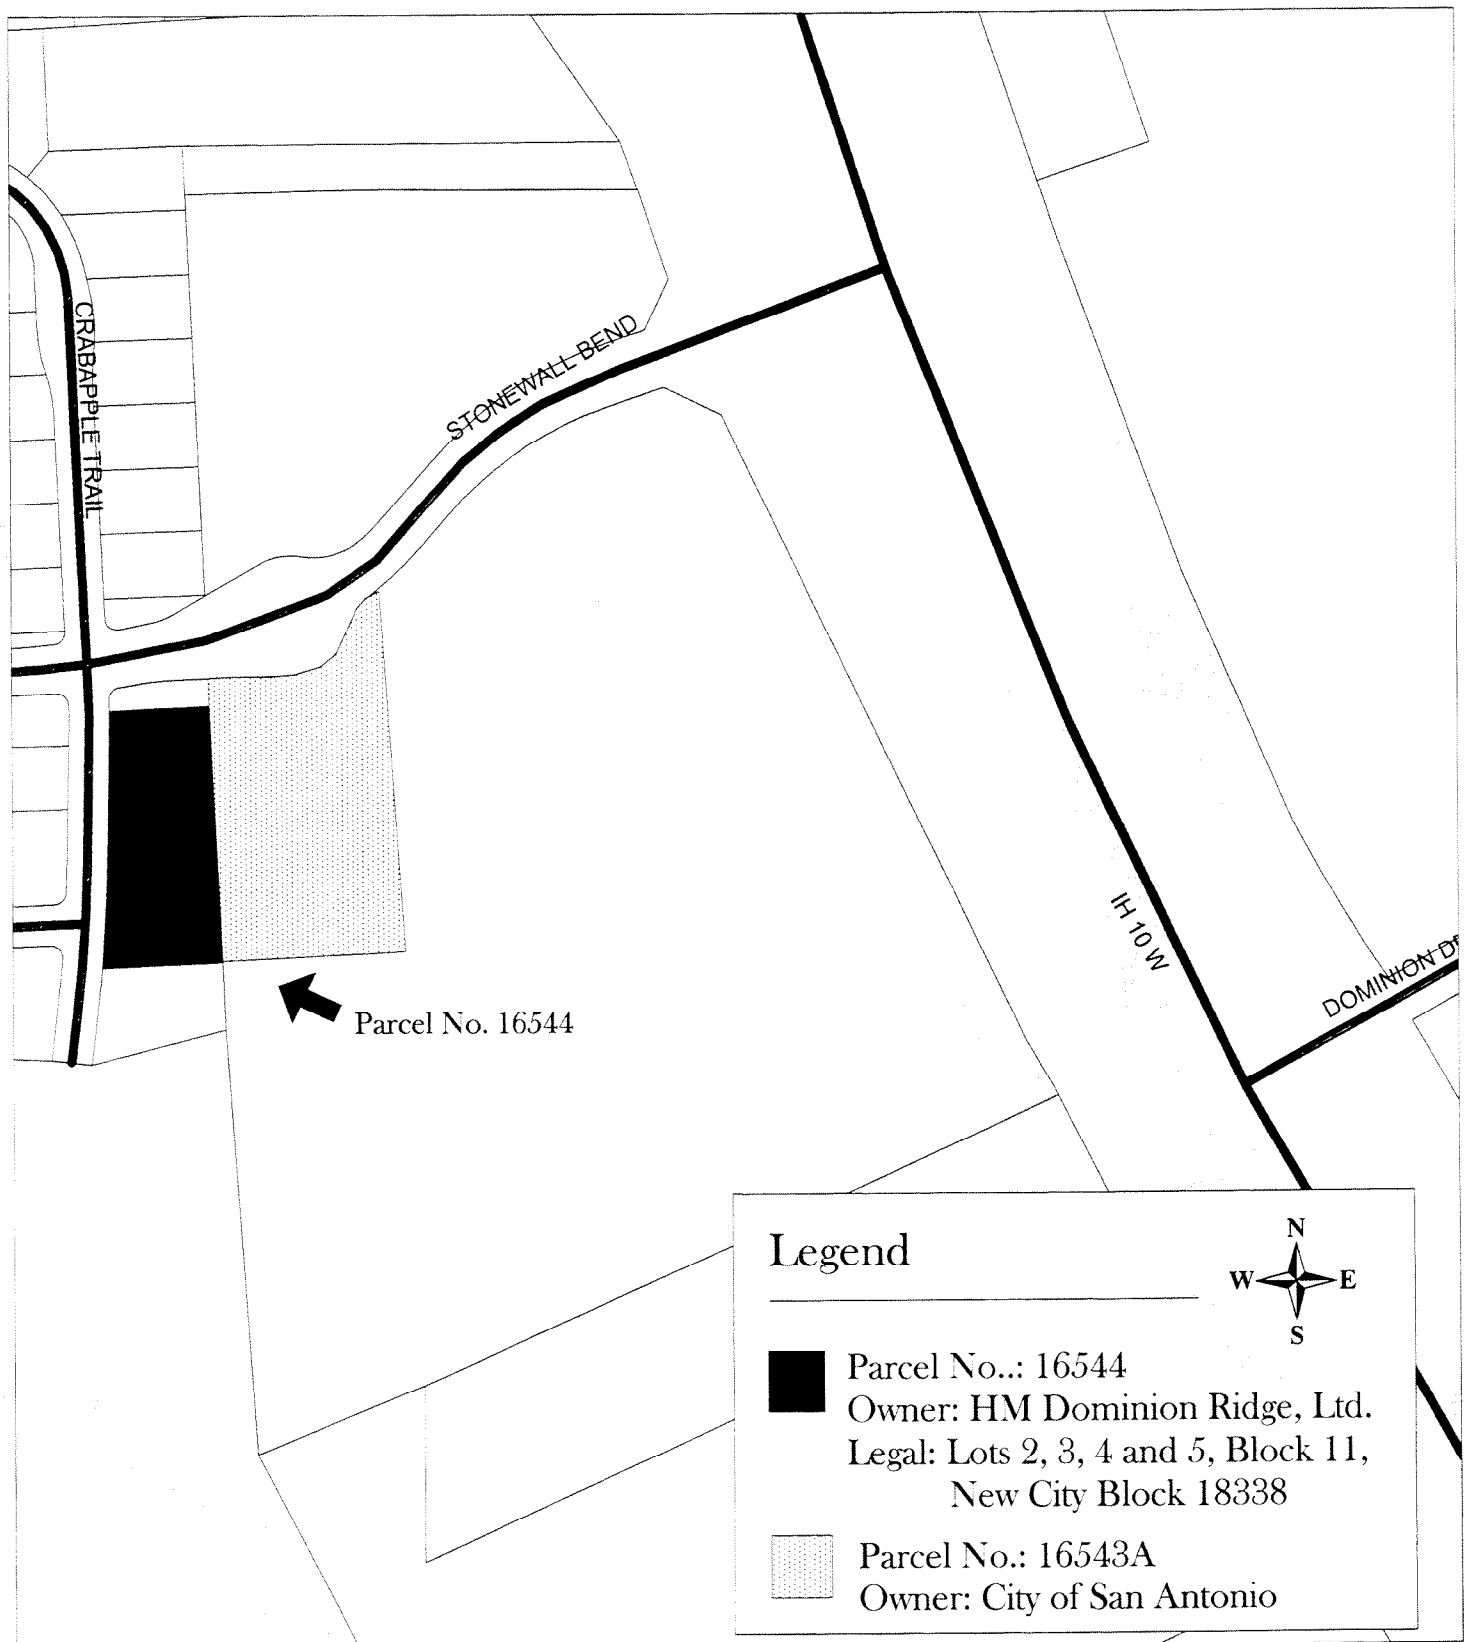 CRABAPPLE TRAIL
STONEWALL BEND
IH 10 W
DOMINION
Parcel No. 16544
Legend
N
W E
S
Parcel No..: 16544
Owner: HM Dominion Ridge, Ltd.
Legal: Lots 2, 3, 4 and 5, Block 11,
New City Block 18338
Parcel No.: 16543A
Owner: City of San Antonio